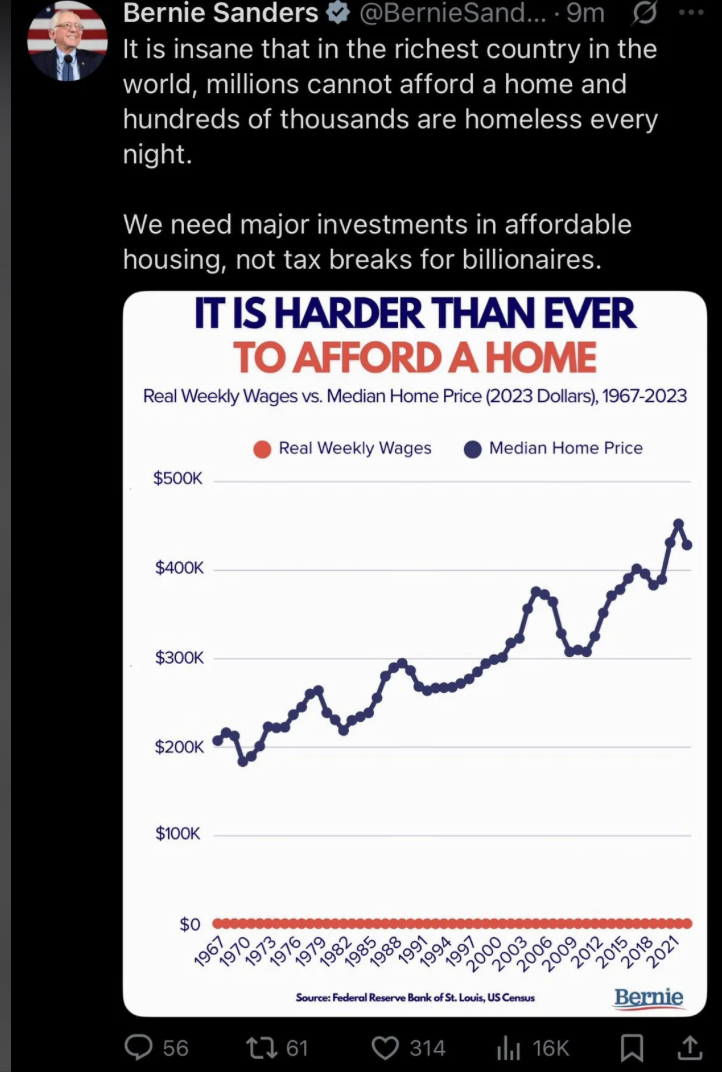 Bernie Sanders @BernieSand... · 9m
It is insane that in the richest country in the
world, millions cannot afford a home and
hundreds of thousands are homeless every
night.
We need major investments in affordable
housing, not tax breaks for billionaires.
IT IS HARDER THAN EVER
TO AFFORD A HOME
Real Weekly Wages vs. Median Home Price (2023 Dollars), 1967-2023
Real Weekly Wages Median Home Price
$500K
$400K
$300K
$200K
$100K
$0
1967 1970 1973 1976 1979 1982 1985 1988 1991 1994 1997 2000 2003 2006 2009 2012 2015 2018 2021
Source: Federal Reserve Bank of St. Louis, US Census
Bernie
56 61 314 16K